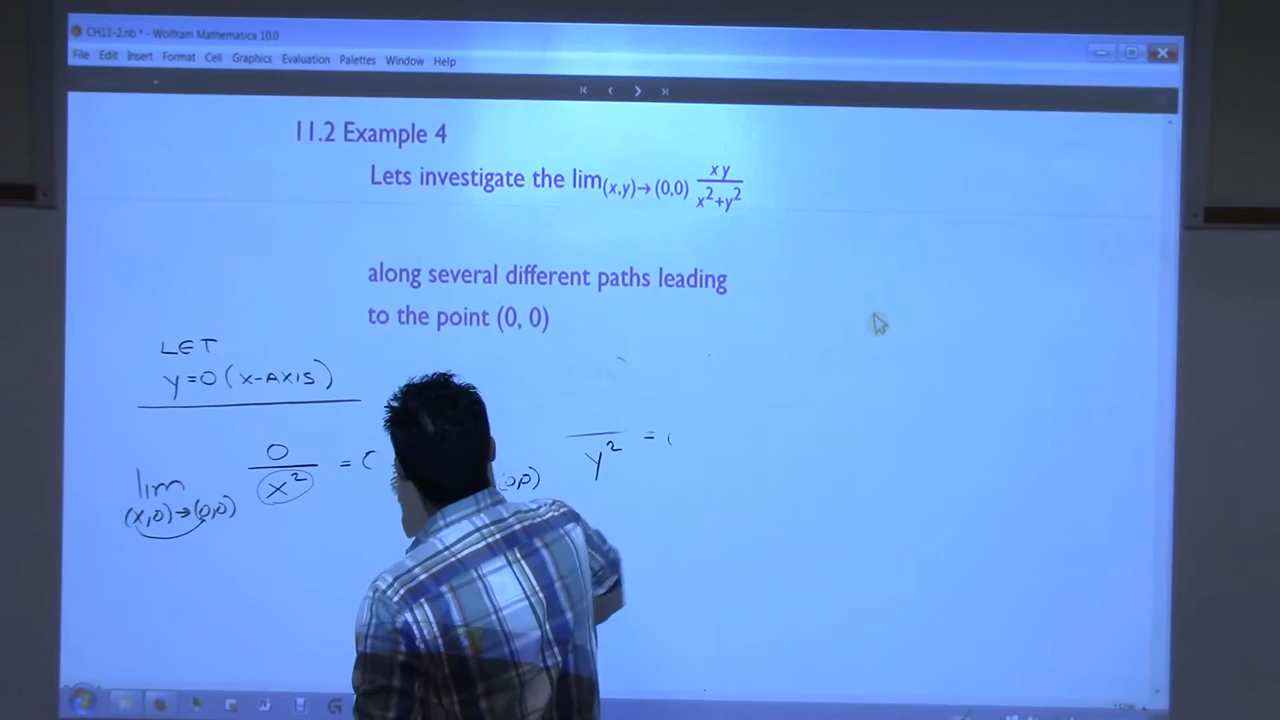 CH11-2.nb * - Wolfram Mathematica 10.0
File Edit Insert Format Cell Graphics Evaluation Palettes Window Help
11.2 Example 4
Lets investigate the lim(x,y)→(0,0) xy/x²+y²
along several different paths leading
to the point (0, 0)
LET
y=0 (X-AXIS)
lim (x,0)→(0,0) 0/x² =
0,0) y² =